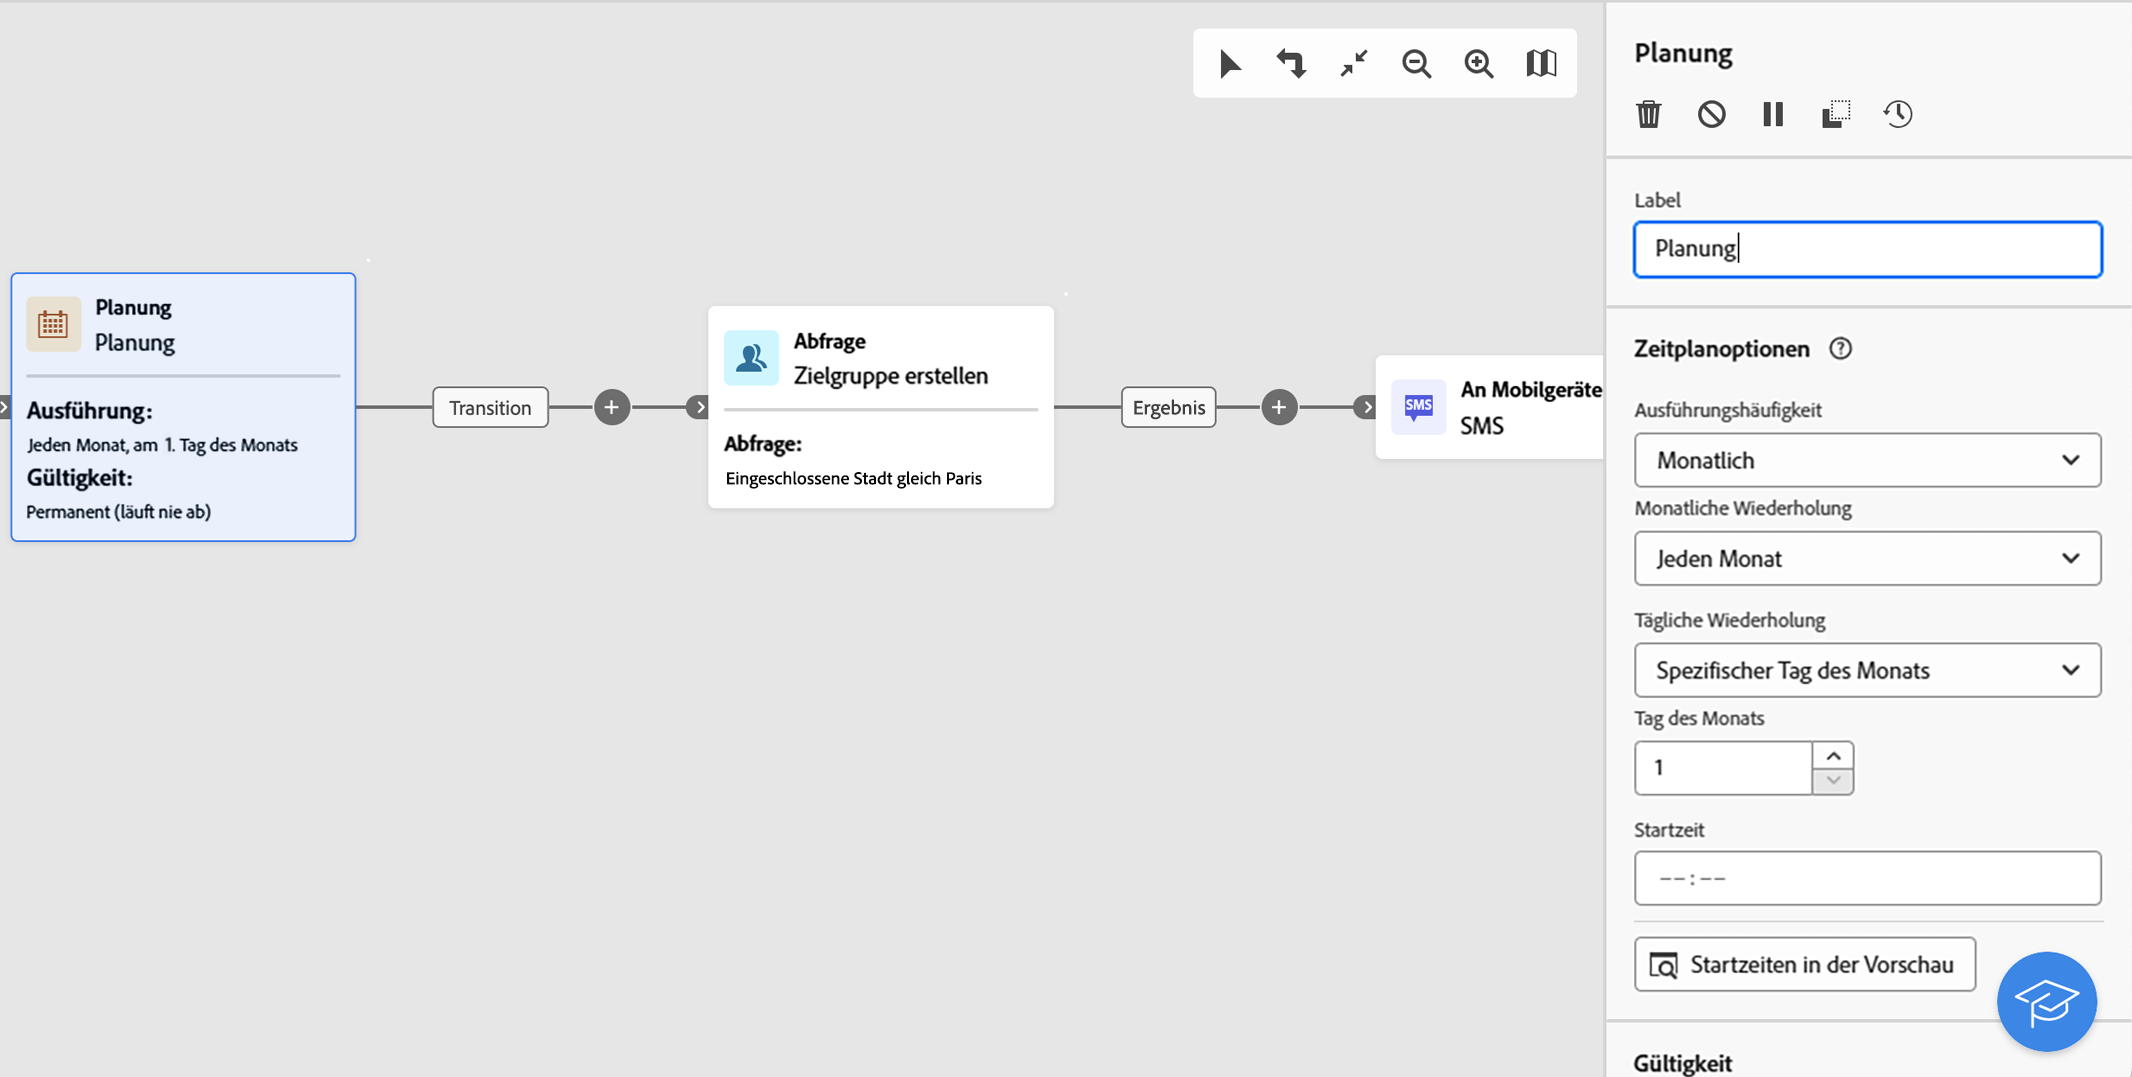 Planung
Planung
Ausführung:
Jeden Monat, am 1. Tag des Monats
Gültigkeit:
Permanent (läuft nie ab)
Transition
Abfrage
Zielgruppe erstellen
Abfrage:
Eingeschlossene Stadt gleich Paris
Ergebnis
SMS
An Mobilgeräte
SMS
Planung
Label
Planung
Zeitplanoptionen
Ausführungshäufigkeit
Monatlich
Monatliche Wiederholung
Jeden Monat
Tägliche Wiederholung
Spezifischer Tag des Monats
Tag des Monats
1
Startzeit
--:--
Startzeiten in der Vorschau
Gültigkeit